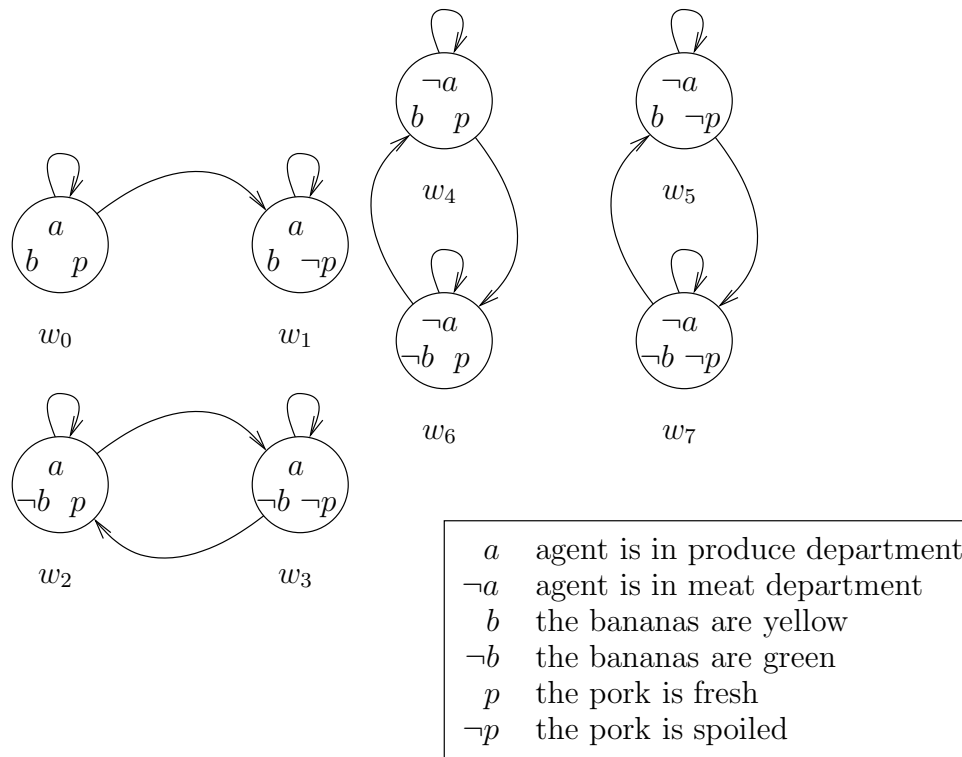 ¬a
b p
w₄
¬a
b ¬p
w₅
a
b p
w₀
a
b ¬p
w₁
¬a
¬b p
w₆
¬a
¬b ¬p
w₇
a
¬b p
w₂
a
¬b ¬p
w₃
a agent is in produce department
¬a agent is in meat department
b the bananas are yellow
¬b the bananas are green
p the pork is fresh
¬p the pork is spoiled